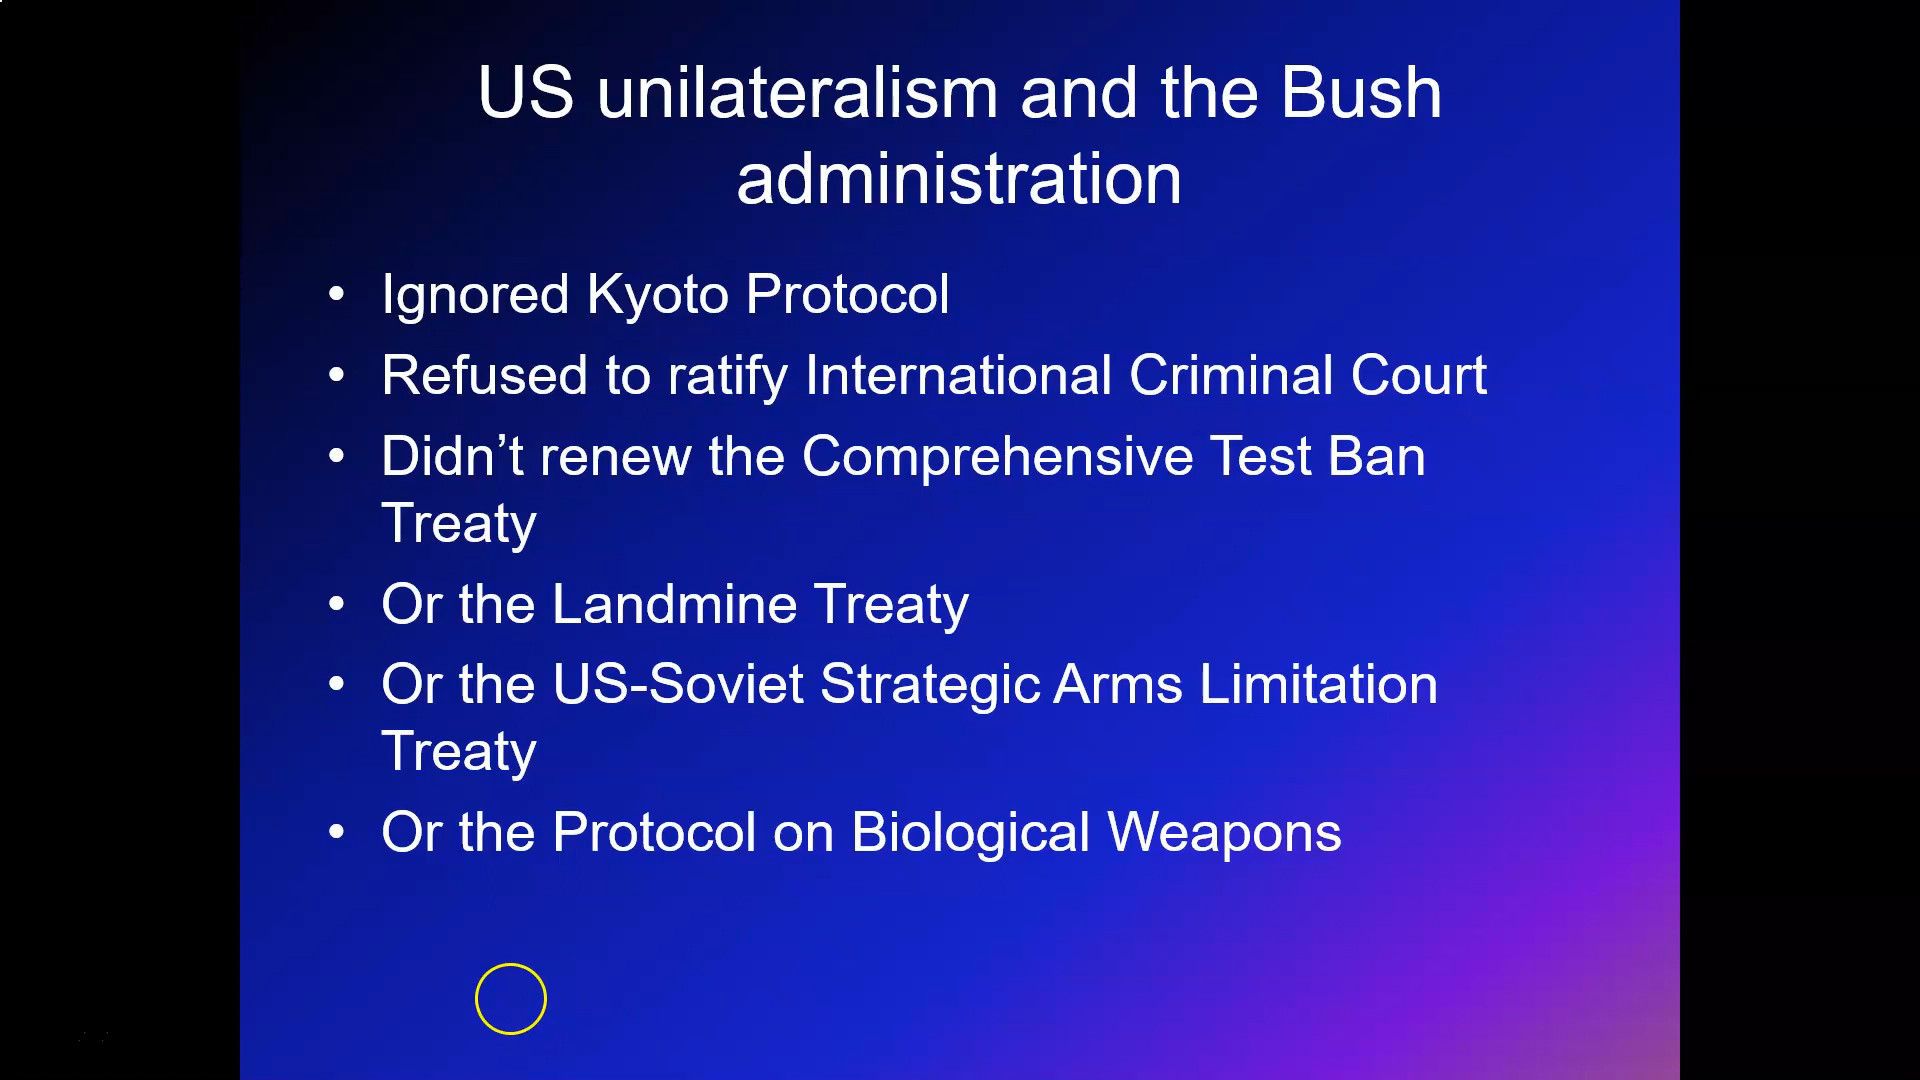 US unilateralism and the Bush
administration
• Ignored Kyoto Protocol
• Refused to ratify International Criminal Court
• Didn’t renew the Comprehensive Test Ban
Treaty
• Or the Landmine Treaty
• Or the US-Soviet Strategic Arms Limitation
Treaty
• Or the Protocol on Biological Weapons